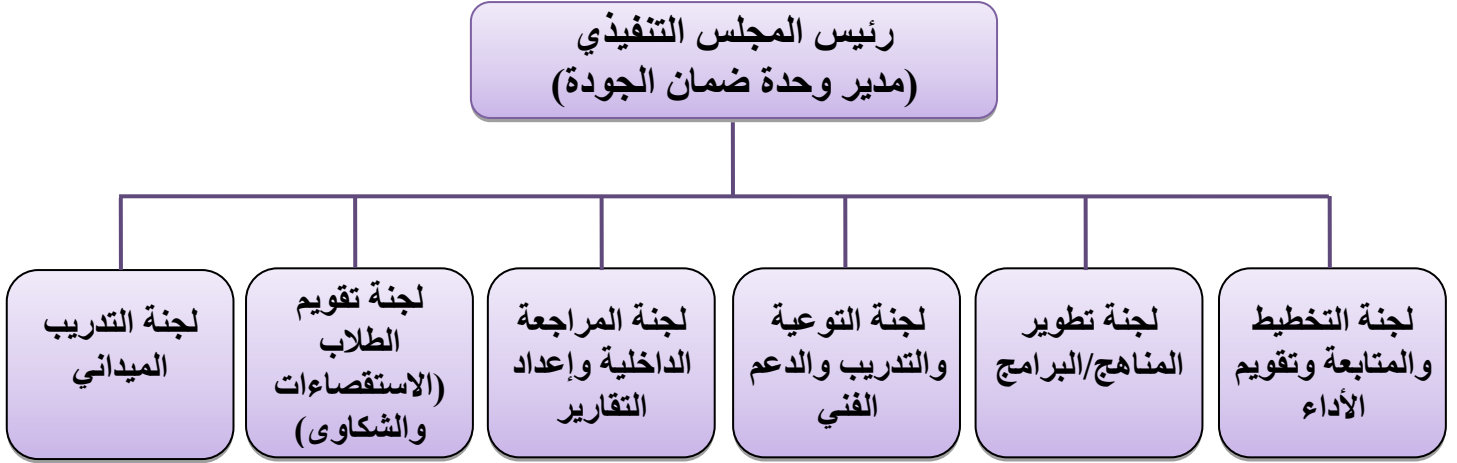 رئيس المجلس التنفيذي
(مدير وحدة ضمان الجودة)
لجنة التخطيط
والمتابعة وتقويم
الأداء
لجنة تطوير
المناهج/البرامج
لجنة التوعية
والتدريب والدعم
الفني
لجنة المراجعة
الداخلية وإعداد
التقارير
لجنة تقويم
الطلاب
(الاستقصاءات
والشكاوى)
لجنة التدريب
الميداني